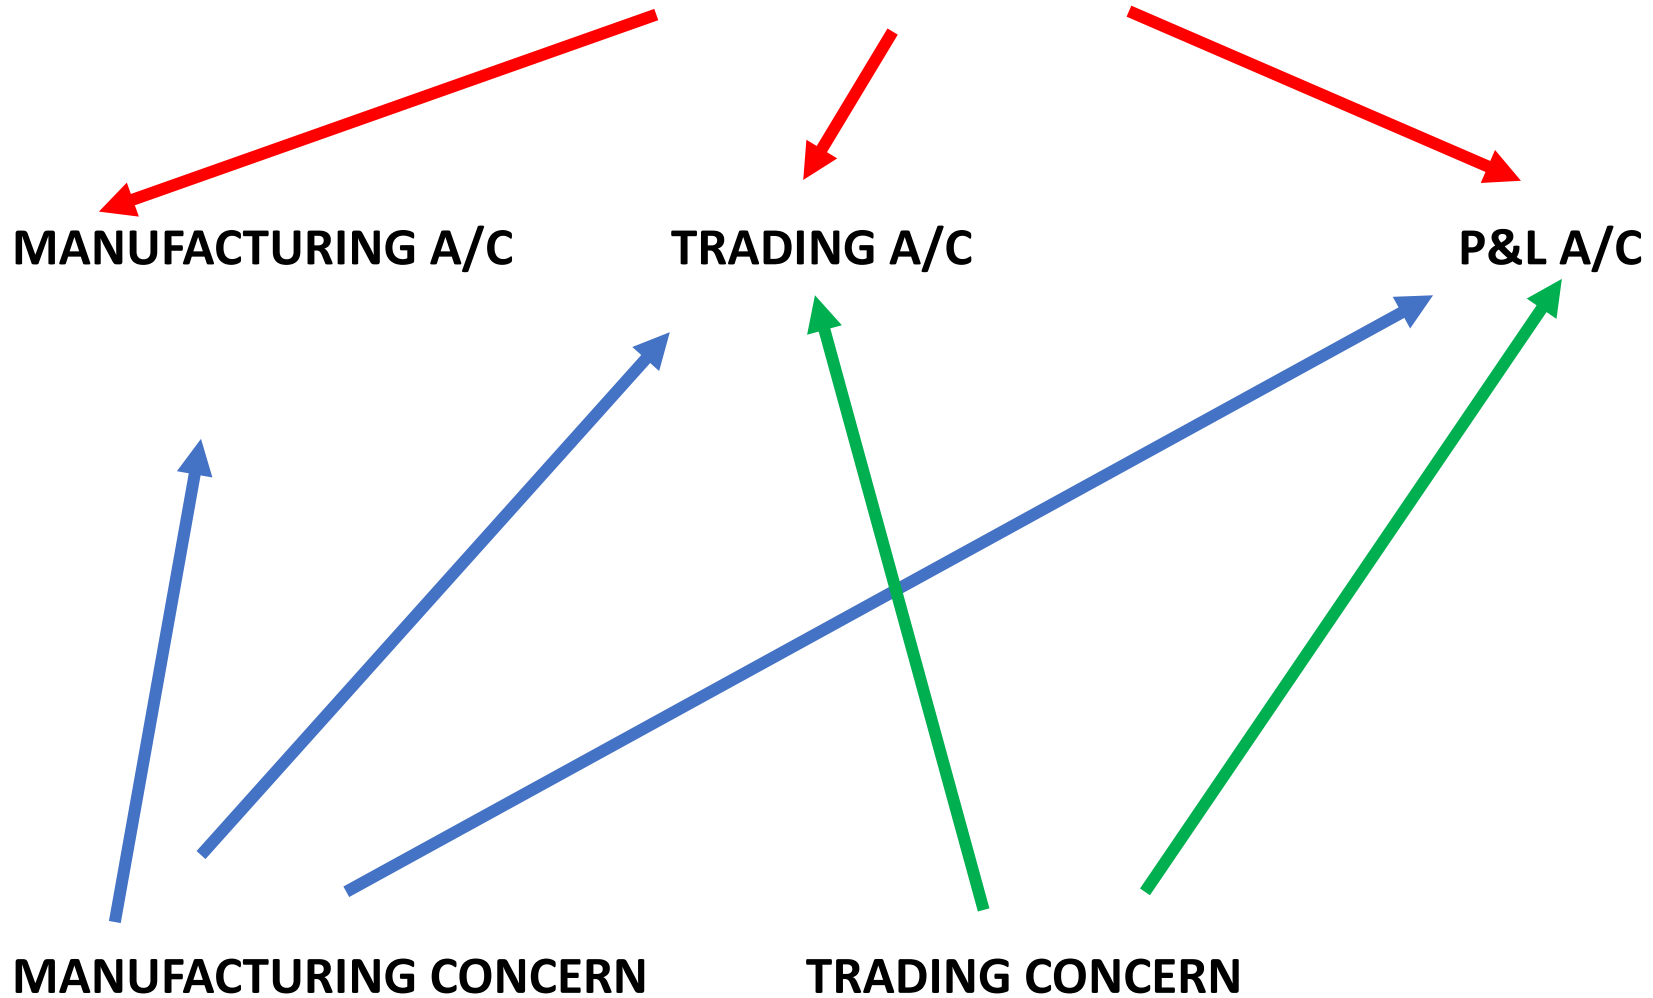 MANUFACTURING A/C
TRADING A/C
P&L A/C
MANUFACTURING CONCERN
TRADING CONCERN